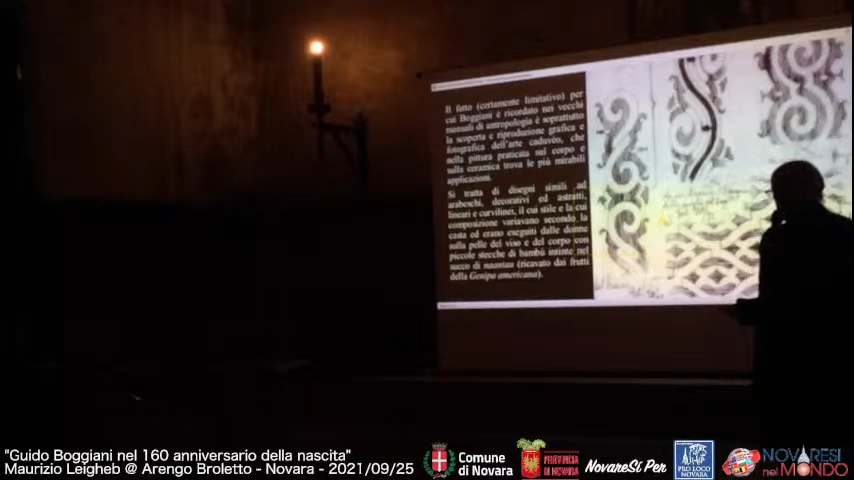 Il fatto (certamente limitativo) per
cui Boggiani è ricordato nei vecchi
manuali di antropologia è soprattutto
la scoperta e riproduzione grafica e
fotografica dell'arte caduveo, che
nella pittura praticata sul corpo e
sulla ceramica trova le più mirabili
applicazioni.
Si tratta di disegni simili ad
arabeschi, decorativi ed astratti,
lineari e curvilinei, il cui stile e la cui
composizione variavano secondo la
casta ed erano eseguiti dalle donne
sulla pelle del viso e del corpo con
piccole stecche di bambù intinte nel
succo di nantau (ricavato dai frutti
della Genipa americana).
"Guido Boggiani nel 160 anniversario della nascita"
Maurizio Leigheb @ Arengo Broletto - Novara - 2021/09/25
Comune
di Novara
PROVINCIA
DI NOVARA
NovareSi Per
PRO LOCO
NOVARA
NOVARESI
nel MONDO